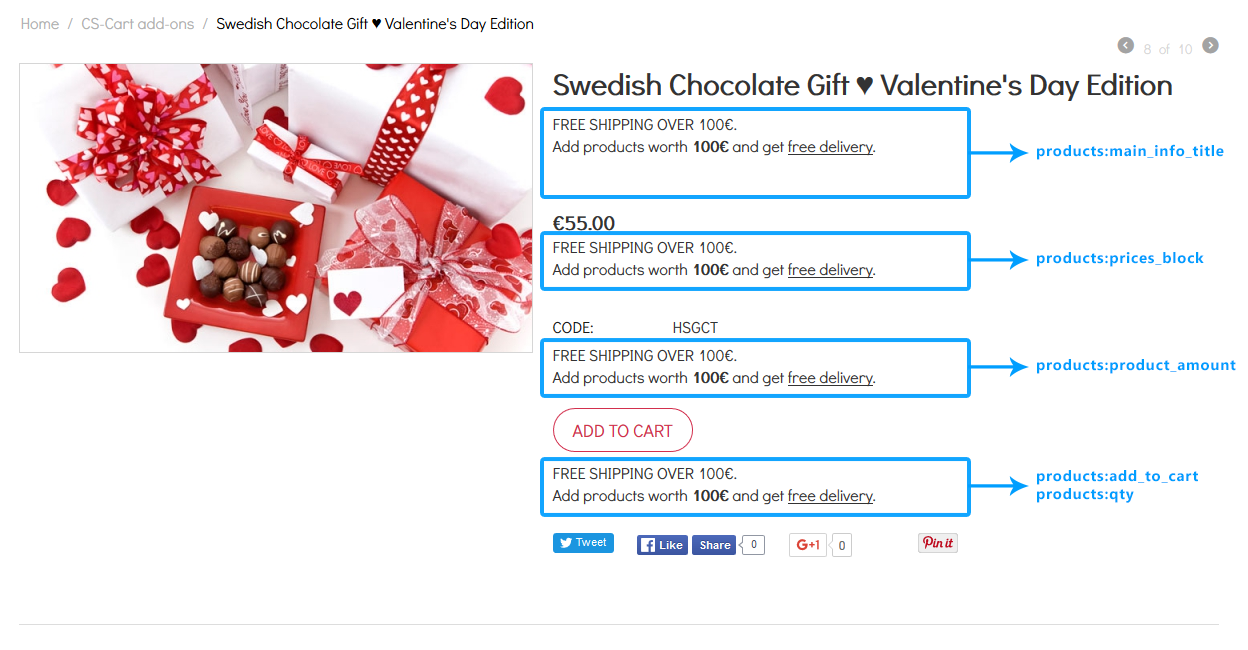 Home / CS-Cart add-ons / Swedish Chocolate Gift ♥ Valentine's Day Edition
8 of 10
Swedish Chocolate Gift ♥ Valentine's Day Edition
FREE SHIPPING OVER 100€.
Add products worth 100€ and get free delivery.
products:main_info_title
€55.00
FREE SHIPPING OVER 100€.
Add products worth 100€ and get free delivery.
products:prices_block
CODE: HSGCT
FREE SHIPPING OVER 100€.
Add products worth 100€ and get free delivery.
products:product_amount
ADD TO CART
FREE SHIPPING OVER 100€.
Add products worth 100€ and get free delivery.
products:add_to_cart
products:qty
Tweet Like Share 0 G+1 0 Pin it